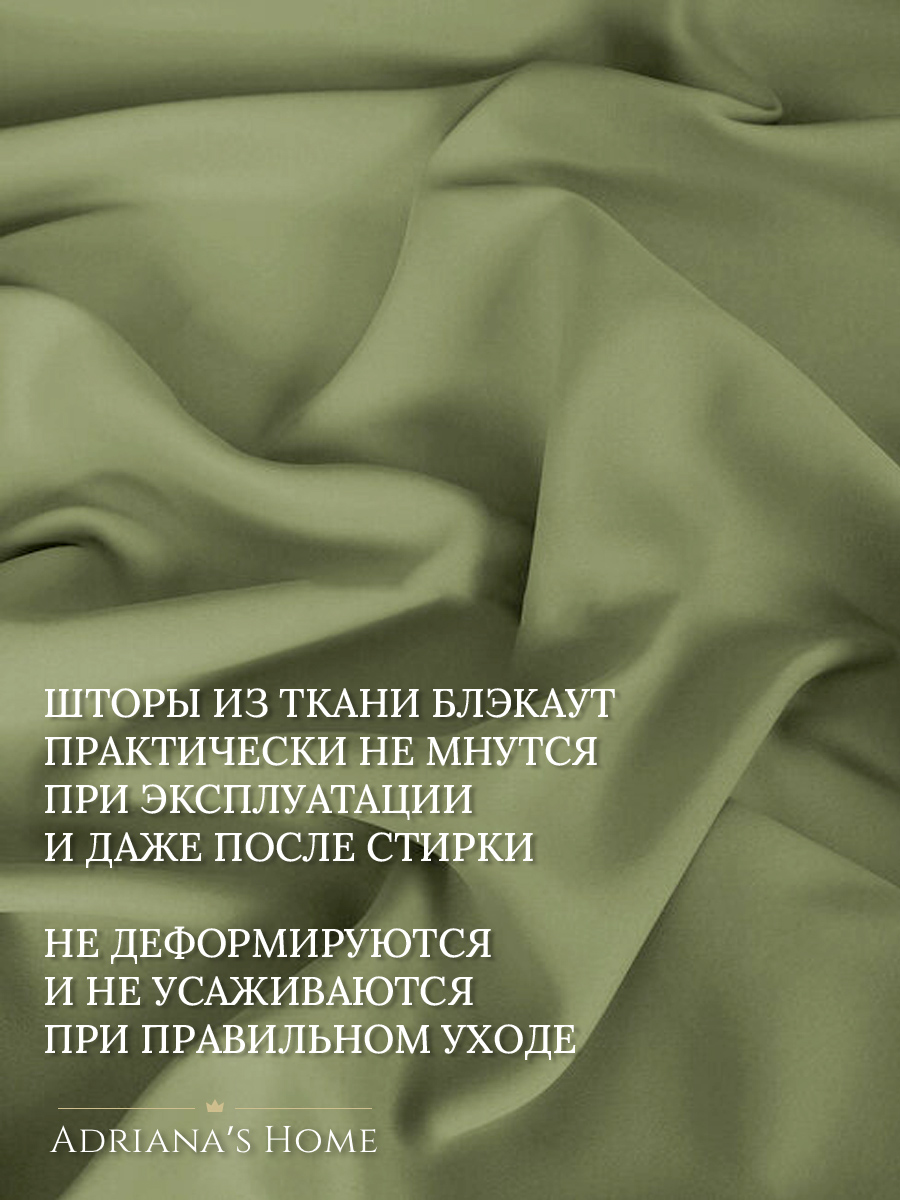 ШТОРЫ ИЗ ТКАНИ БЛЭКАУТ
ПРАКТИЧЕСКИ НЕ МНУТСЯ
ПРИ ЭКСПЛУАТАЦИИ
И ДАЖЕ ПОСЛЕ СТИРКИ
НЕ ДЕФОРМИРУЮТСЯ
И НЕ УСАЖИВАЮТСЯ
ПРИ ПРАВИЛЬНОМ УХОДЕ
ADRIANA'S HOME